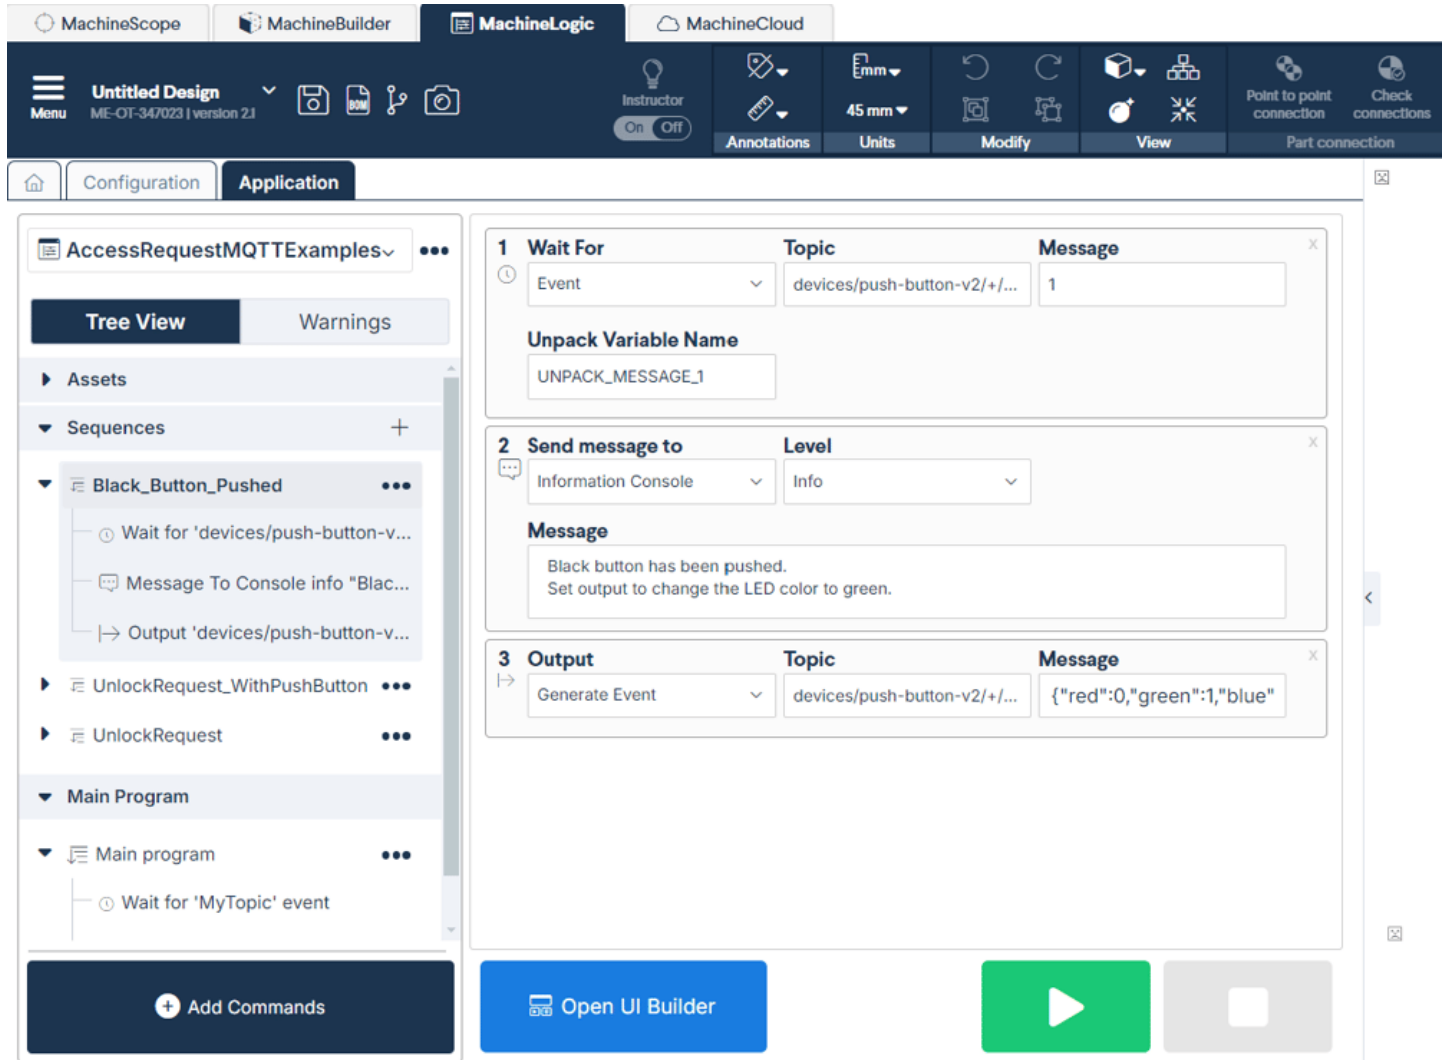 MachineScope
MachineBuilder
MachineLogic
MachineCloud
Menu
Untitled Design
ME-OT-347023 | version 2.1
BOM
Instructor
On Off
mm
45 mm
Point to point
connection
Check
connections
Annotations
Units
Modify
View
Part connection
Configuration
Application
AccessRequestMQTTExamples
Tree View
Warnings
Assets
Sequences
Black_Button_Pushed
Wait for 'devices/push-button-v...
Message To Console info "Blac...
Output 'devices/push-button-v...
UnlockRequest_WithPushButton
UnlockRequest
Main Program
Main program
Wait for 'MyTopic' event
Add Commands
1 Wait For Topic Message X
Event devices/push-button-v2/+/... 1
Unpack Variable Name
UNPACK_MESSAGE_1
2 Send message to Level X
Information Console Info
Message
Black button has been pushed.
Set output to change the LED color to green.
3 Output Topic Message X
Generate Event devices/push-button-v2/+/... {"red":0,"green":1,"blue"
Open UI Builder